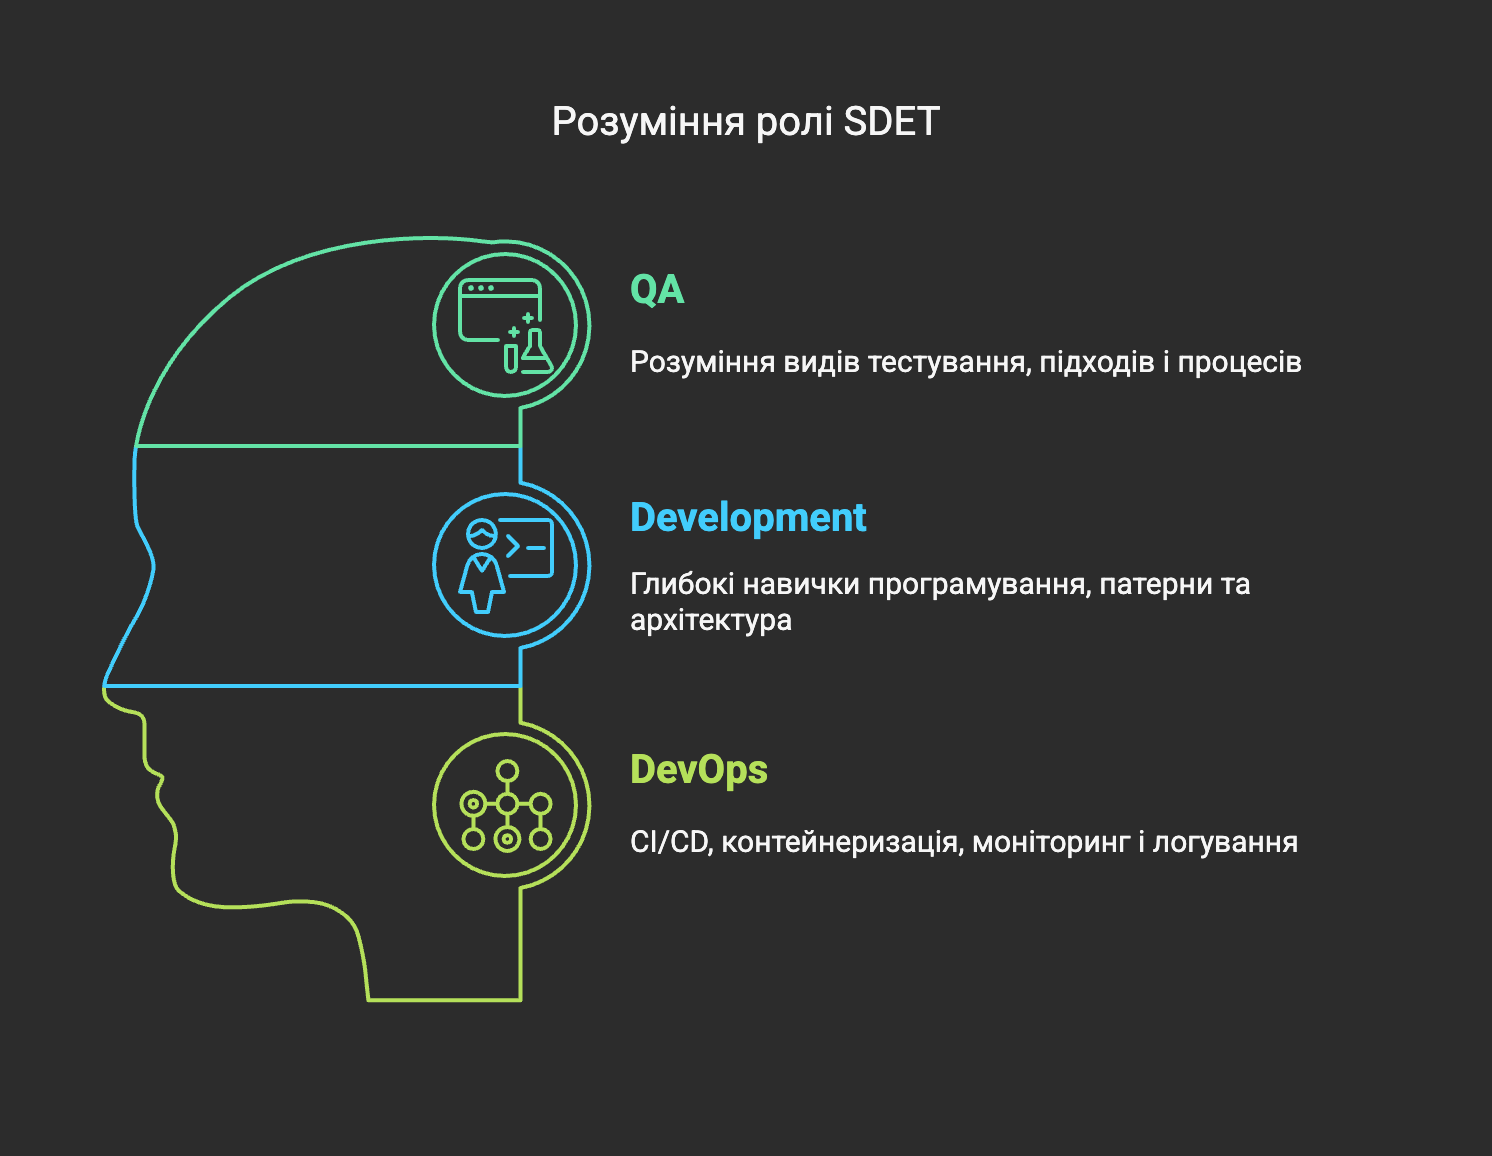 Розуміння ролі SDET
QA
Розуміння видів тестування, підходів і процесів
Development
Глибокі навички програмування, патерни та
архітектура
DevOps
CI/CD, контейнеризація, моніторинг і логування